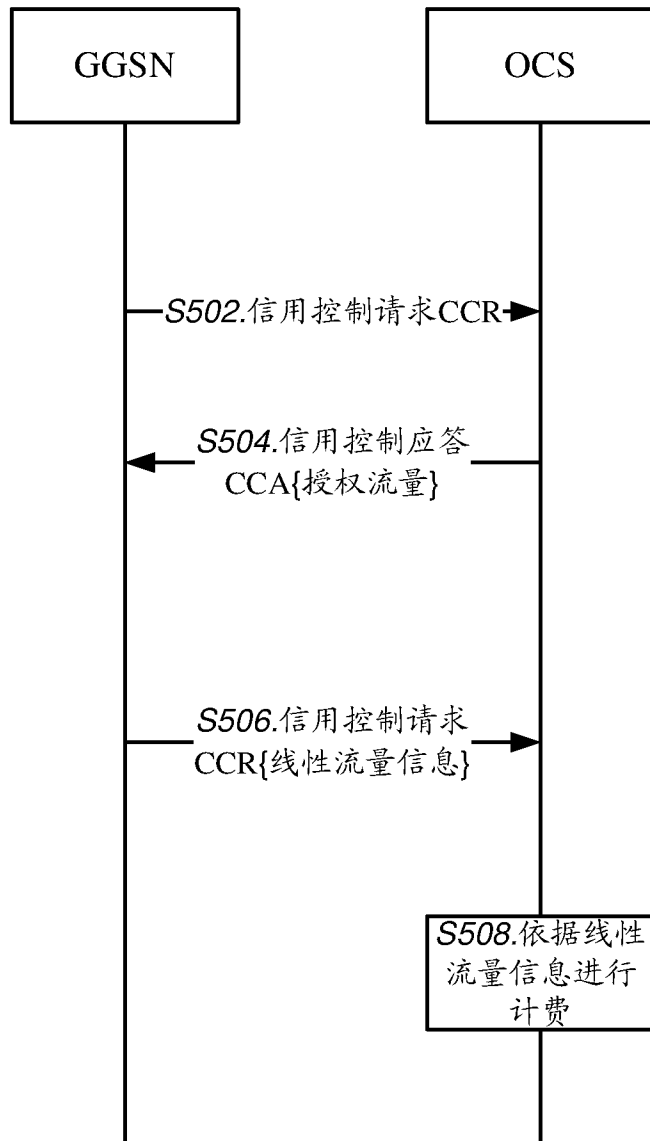 GGSN
OCS
S502.信用控制请求CCR
S504.信用控制应答
CCA{授权流量}
S506.信用控制请求
CCR{线性流量信息}
S508.依据线性
流量信息进行
计费